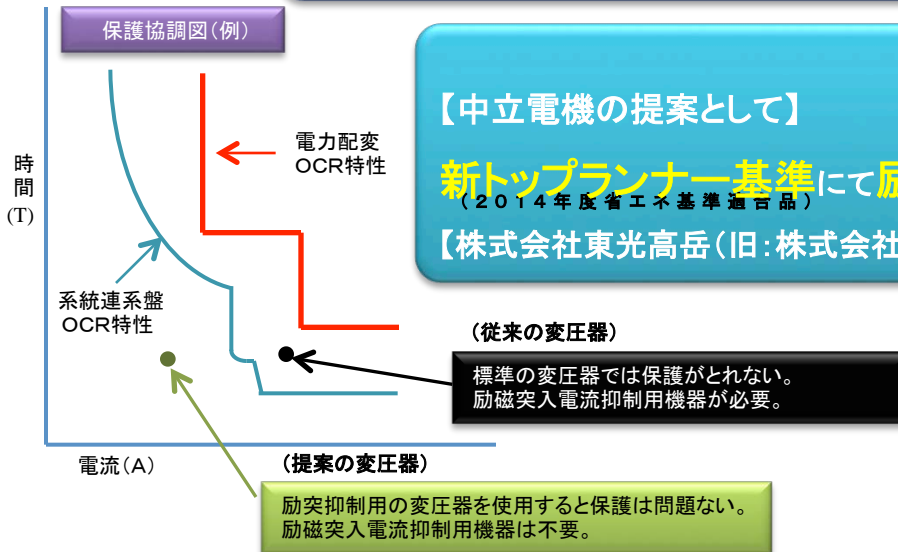 保護協調図(例)
【中立電機の提案として】
新トップランナー基準にて励
(2014年度省エネ基準適合品)
【株式会社東光高岳(旧:株式会社
電力配変
OCR特性
時
間
(T)
系統連系盤
OCR特性
(従来の変圧器)
標準の変圧器では保護がとれない。
励磁突入電流抑制用機器が必要。
電流(A)
(提案の変圧器)
励突抑制用の変圧器を使用すると保護は問題ない。
励磁突入電流抑制用機器は不要。